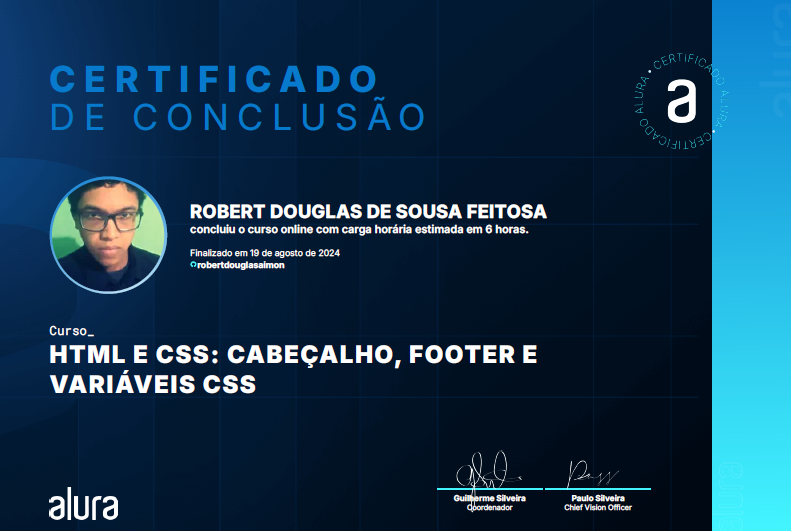 CERTIFICADO
DE CONCLUSÃO
ALURA • CERTIFICADO ALURA • CERTIFICADO
a
ROBERT DOUGLAS DE SOUSA FEITOSA
concluiu o curso online com carga horária estimada em 6 horas.
Finalizado em 19 de agosto de 2024
robertdouglasaimon
Curso_
HTML E CSS: CABEÇALHO, FOOTER E
VARIÁVEIS CSS
Guilherme Silveira
Coordenador
Paulo Silveira
Chief Vision Officer
alura
alura
alura